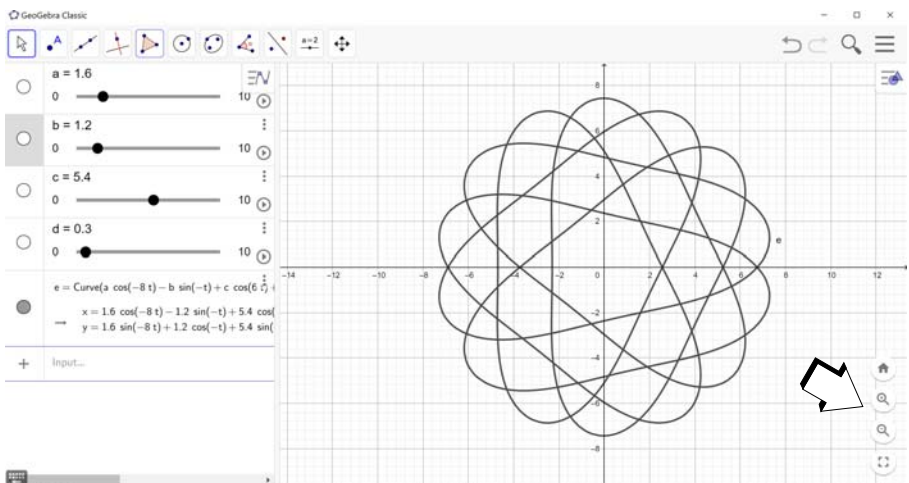 GeoGebra Classic
A
a=2
a = 1.6
0 10
b = 1.2
0 10
c = 5.4
0 10
d = 0.3
0 10
e = Curve(a cos(−8 t) − b sin(−t) + c cos(6
→ x = 1.6 cos(−8 t) − 1.2 sin(−t) + 5.4 cos(
y = 1.6 sin(−8 t) + 1.2 cos(−t) + 5.4 sin(
+ Input...
8
6
4
2
e
−14 −12 −10 −8 −6 −4 −2 0 2 4 6 8 10 12
−2
−4
−6
−8